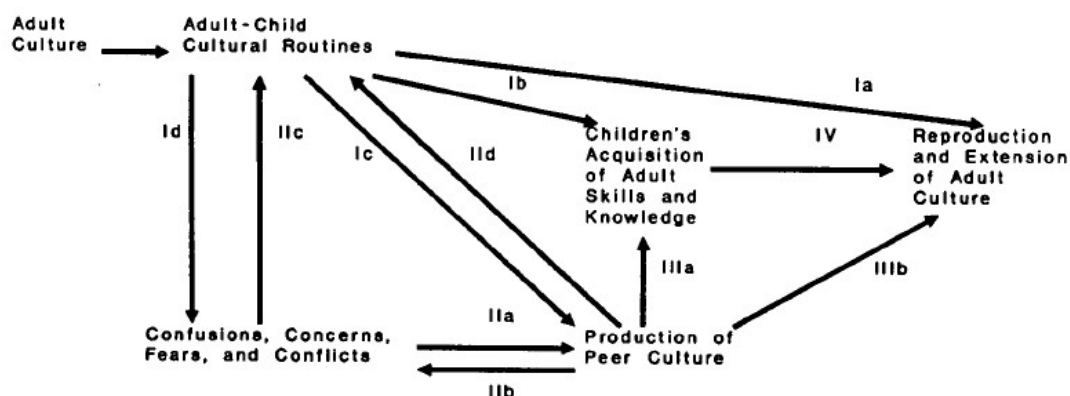 Adult
Culture
Adult-Child
Cultural Routines
Ib
Ia
Id
IIc
Ic
IId
Children's
Acquisition
of Adult
Skills and
Knowledge
IV
Reproduction
and Extension
of Adult
Culture
IIIa
IIIb
Confusions, Concerns,
Fears, and Conflicts
IIa
IIb
Production of
Peer Culture